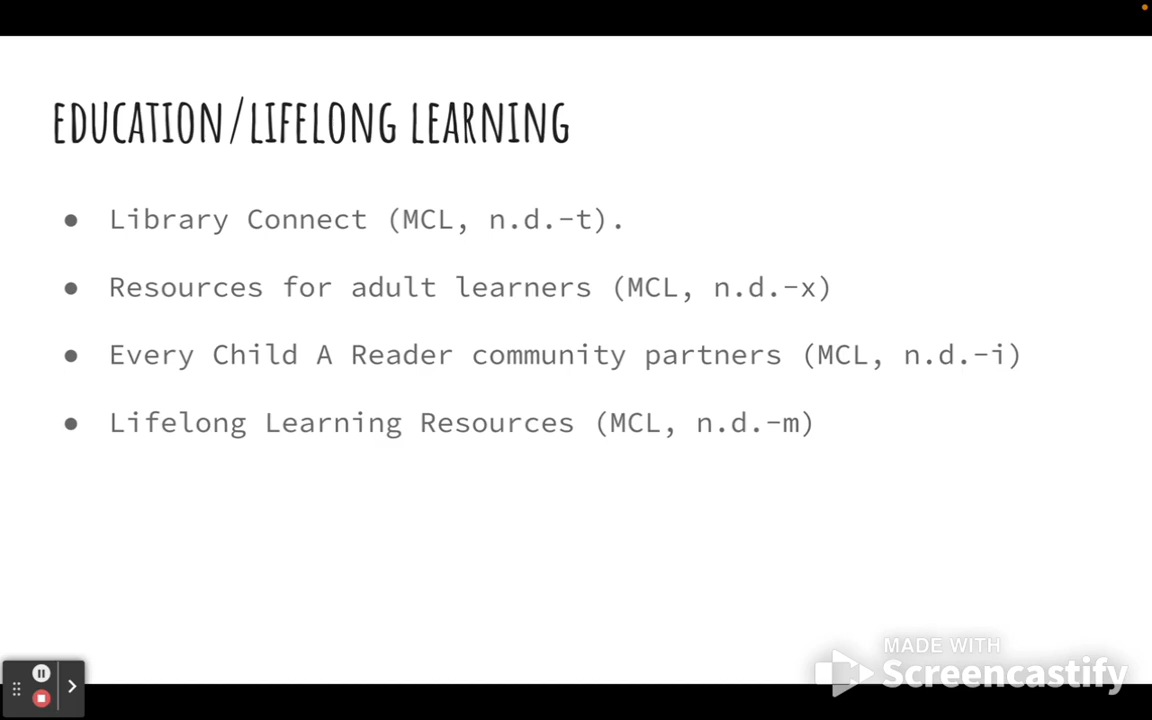 EDUCATION/LIFELONG LEARNING
● Library Connect (MCL, n.d.-t).
● Resources for adult learners (MCL, n.d.-x)
● Every Child A Reader community partners (MCL, n.d.-i)
● Lifelong Learning Resources (MCL, n.d.-m)
MADE WITH
Screencastify